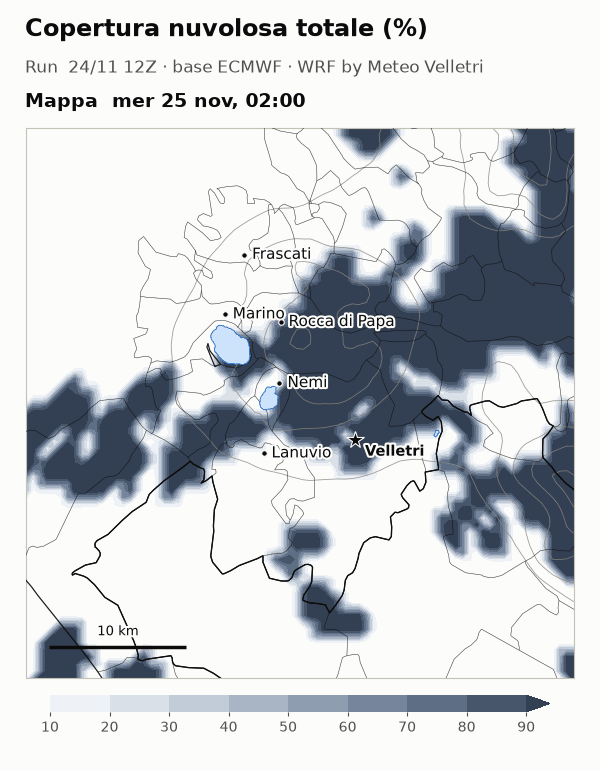 Copertura nuvolosa totale (%)
Run  24/11 12Z · base ECMWF · WRF by Meteo Velletri
Mappa  mer 25 nov, 02:00
Frascati
Marino
Rocca di Papa
Nemi
Velletri
Lanuvio
10 km
10 20 30 40 50 60 70 80 90